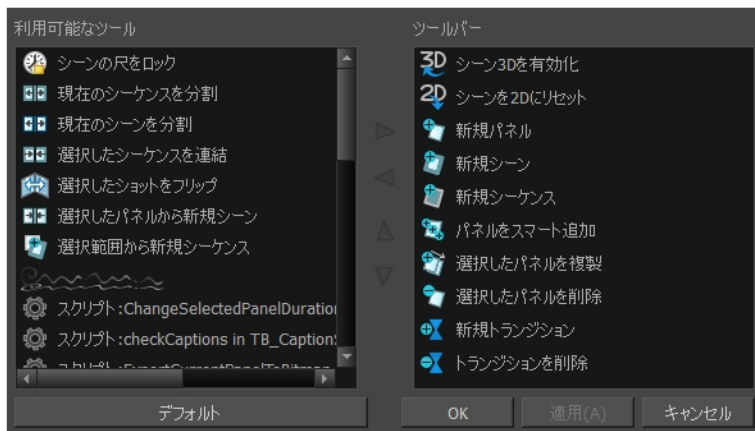 利用可能なツール
シーンの尺をロック
現在のシーケンスを分割
現在のシーンを分割
選択したシーケンスを連結
選択したショットをフリップ
選択したパネルから新規シーン
選択範囲から新規シーケンス
スクリプト:ChangeSelectedPanelDuration
スクリプト:checkCaptions in TB_Caption
スクリプト:ExportCurrentPanelToBitmap
デフォルト
ツールバー
シーン3Dを有効化
シーンを2Dにリセット
新規パネル
新規シーン
新規シーケンス
パネルをスマート追加
選択したパネルを複製
選択したパネルを削除
新規トランジション
トランジションを削除
OK
適用(A)
キャンセル